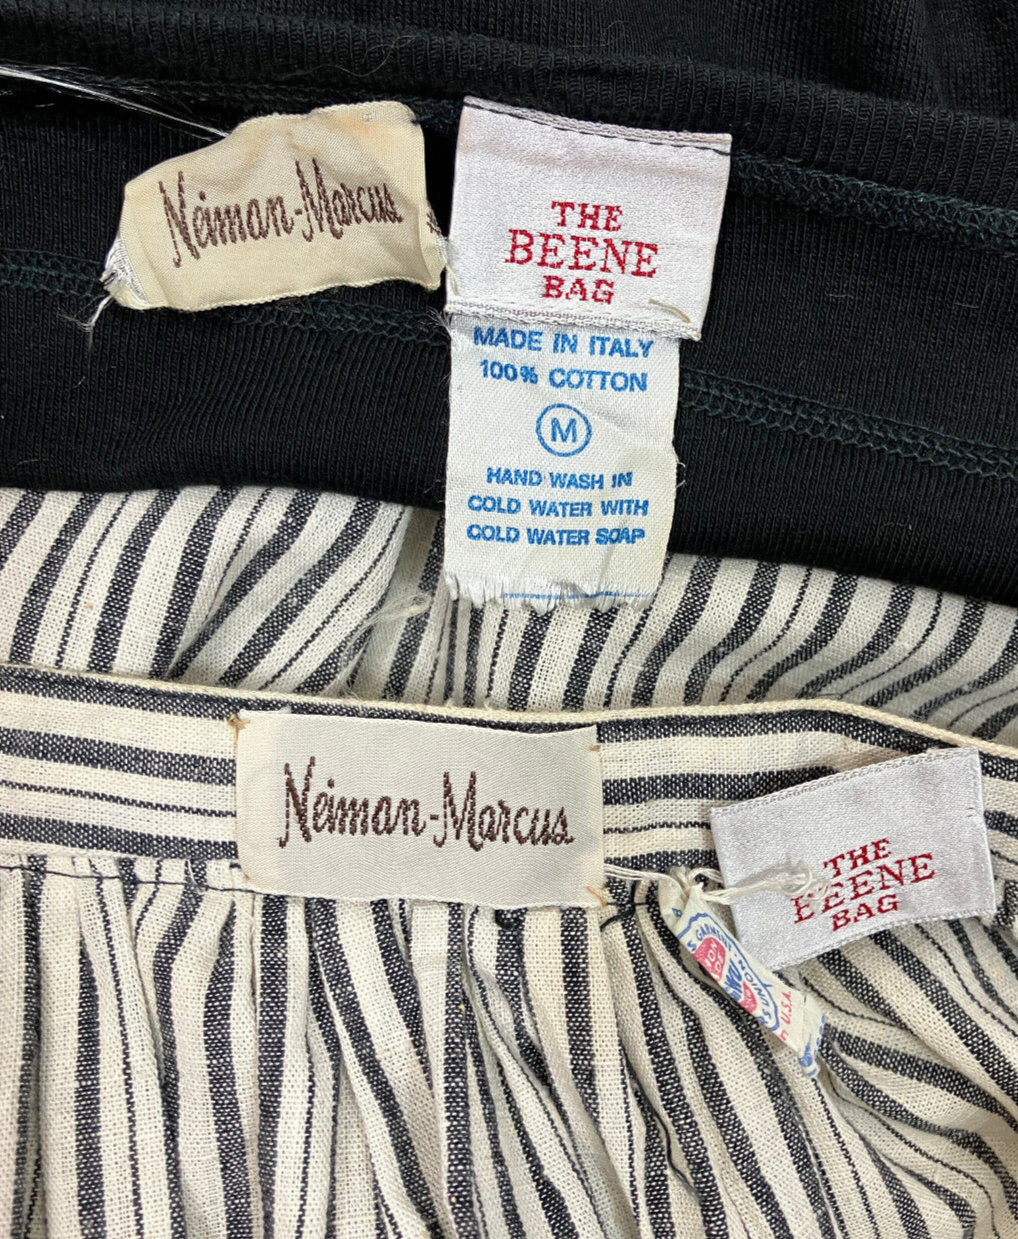 Neiman-Marcus
THE
BEENE
BAG
MADE IN ITALY
100% COTTON
M
HAND WASH IN
COLD WATER WITH
COLD WATER SOAP
Neiman-Marcus
THE
BEENE
BAG
GARMENT
U.S.A.